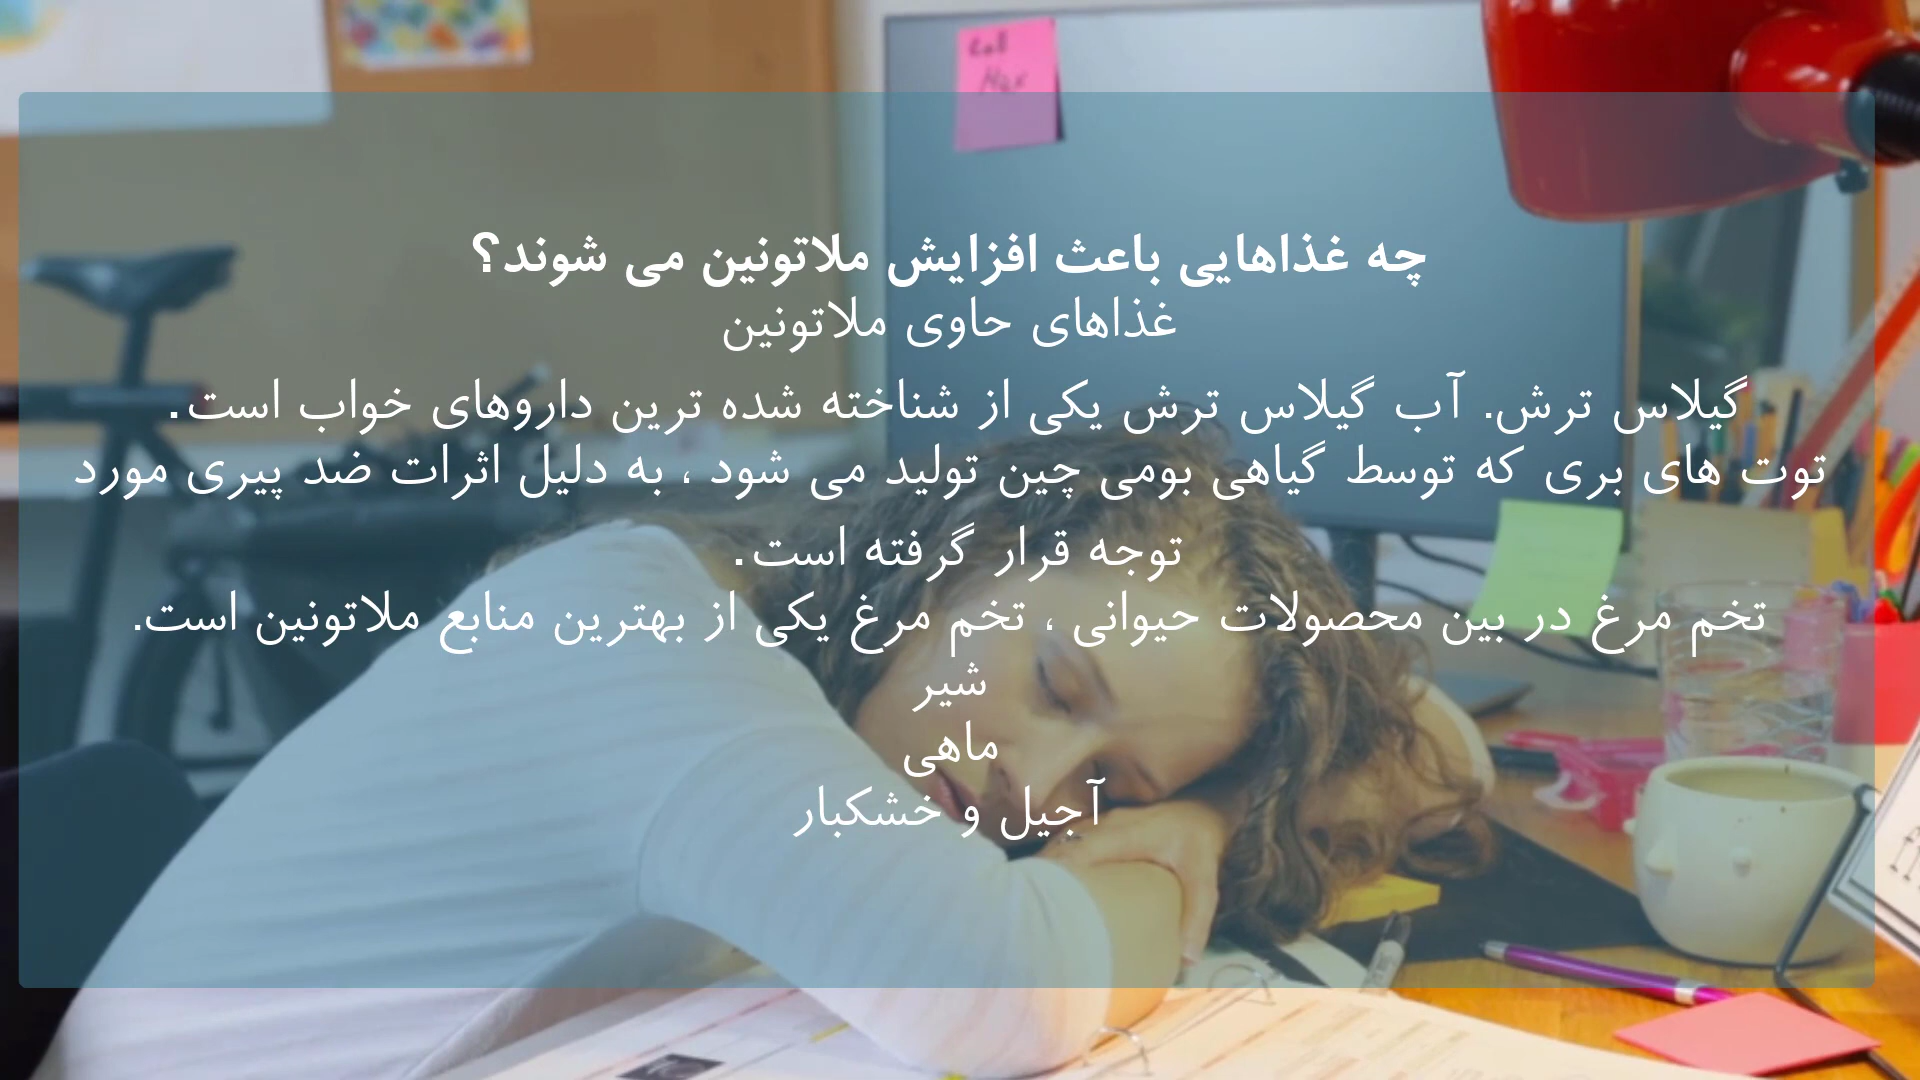 Call
Max
چه غذاهایی باعث افزایش ملاتونین می شوند؟
غذاهای حاوی ملاتونین
گیلاس ترش. آب گیلاس ترش یکی از شناخته شده ترین داروهای خواب است.
توت های بری که توسط گیاهی بومی چین تولید می شود ، به دلیل اثرات ضد پیری مورد
توجه قرار گرفته است.
تخم مرغ در بین محصولات حیوانی ، تخم مرغ یکی از بهترین منابع ملاتونین است.
شیر
ماهی
آجیل و خشکبار